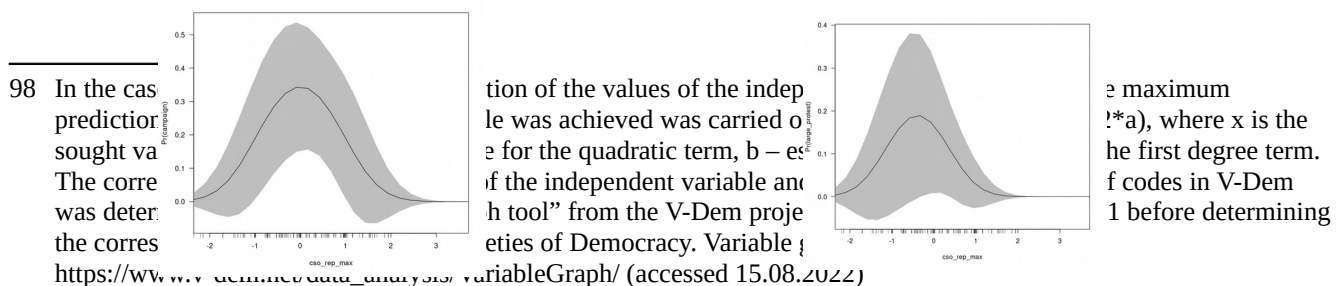 98 In the cas tion of the values of the indep e maximum
prediction le was achieved was carried o 2*a), where x is the
sought va e for the quadratic term, b – es he first degree term.
The corre of the independent variable and f codes in V-Dem
was deter h tool” from the V-Dem proje 1 before determining
the corres eties of Democracy. Variable g
https://www.v-dem.net/data_analysis/VariableGraph/ (accessed 15.08.2022)
0.5
0.4
0.3
0.2
0.1
0.0
Pr(campaign)
-2 -1 0 1 2 3
cso_rep_max
0.4
0.3
0.2
0.1
0.0
Pr(large_protest)
-2 -1 0 1 2 3
cso_rep_max